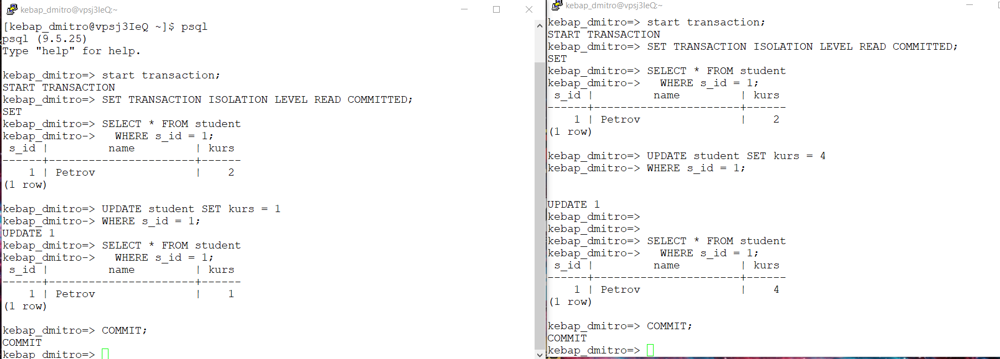 kebap_dmitro@vpsj3IeQ:~
[kebap_dmitro@vpsj3IeQ ~]$ psql
psql (9.5.25)
Type "help" for help.
kebap_dmitro=> start transaction;
START TRANSACTION
kebap_dmitro=> SET TRANSACTION ISOLATION LEVEL READ COMMITTED;
SET
kebap_dmitro=> SELECT * FROM student
kebap_dmitro->   WHERE s_id = 1;
 s_id |         name         | kurs
------+----------------------+------
    1 | Petrov               |    2
(1 row)
kebap_dmitro=> UPDATE student SET kurs = 1
kebap_dmitro-> WHERE s_id = 1;
UPDATE 1
kebap_dmitro=> SELECT * FROM student
kebap_dmitro->   WHERE s_id = 1;
 s_id |         name         | kurs
------+----------------------+------
    1 | Petrov               |    1
(1 row)
kebap_dmitro=> COMMIT;
COMMIT
kebap_dmitro=>
kebap_dmitro@vpsj3IeQ:~
kebap_dmitro=> start transaction;
START TRANSACTION
kebap_dmitro=> SET TRANSACTION ISOLATION LEVEL READ COMMITTED;
SET
kebap_dmitro=> SELECT * FROM student
kebap_dmitro->   WHERE s_id = 1;
 s_id |         name         | kurs
------+----------------------+------
    1 | Petrov               |    2
(1 row)
kebap_dmitro=> UPDATE student SET kurs = 4
kebap_dmitro-> WHERE s_id = 1;
UPDATE 1
kebap_dmitro=>
kebap_dmitro=>
kebap_dmitro=> SELECT * FROM student
kebap_dmitro->   WHERE s_id = 1;
 s_id |         name         | kurs
------+----------------------+------
    1 | Petrov               |    4
(1 row)
kebap_dmitro=> COMMIT;
COMMIT
kebap_dmitro=>